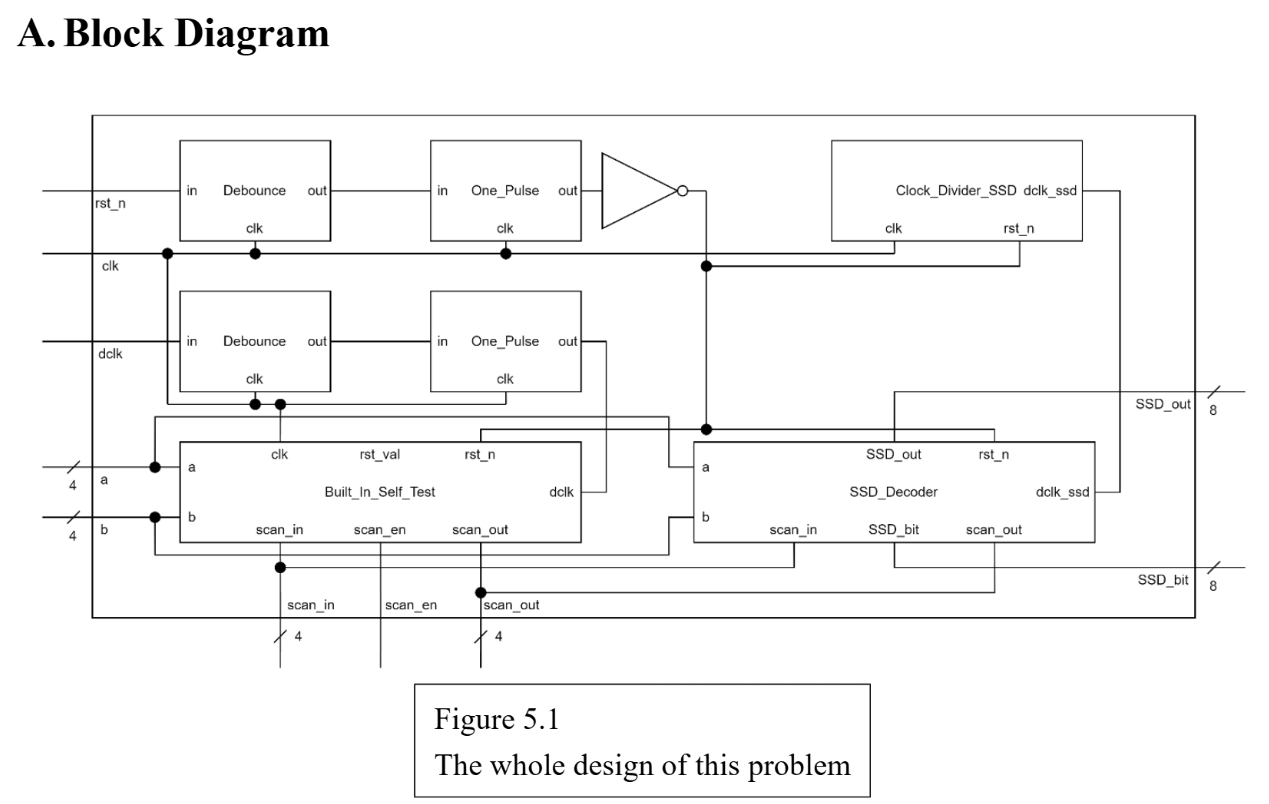 A. Block Diagram
in Debounce out
clk
in One_Pulse out
clk
Clock_Divider_SSD dclk_ssd
clk rst_n
rst_n
clk
in Debounce out
clk
in One_Pulse out
clk
dclk
SSD_out
8
clk rst_val rst_n
a
Built_In_Self_Test dclk
b
scan_in scan_en scan_out
SSD_out rst_n
a
SSD_Decoder dclk_ssd
b
scan_in SSD_bit scan_out
4 a
4 b
SSD_bit
8
scan_in scan_en scan_out
4 4
Figure 5.1
The whole design of this problem